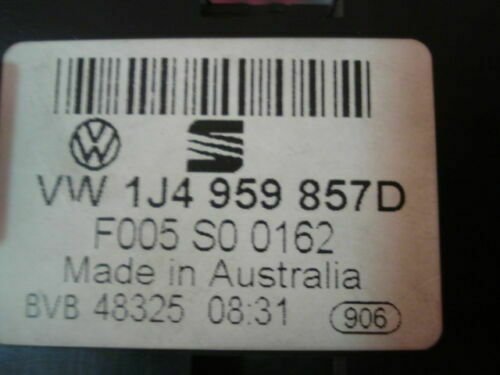 VW 1J4 959 857D
F005 S0 0162
Made in Australia
BVB 48325 08:31 906